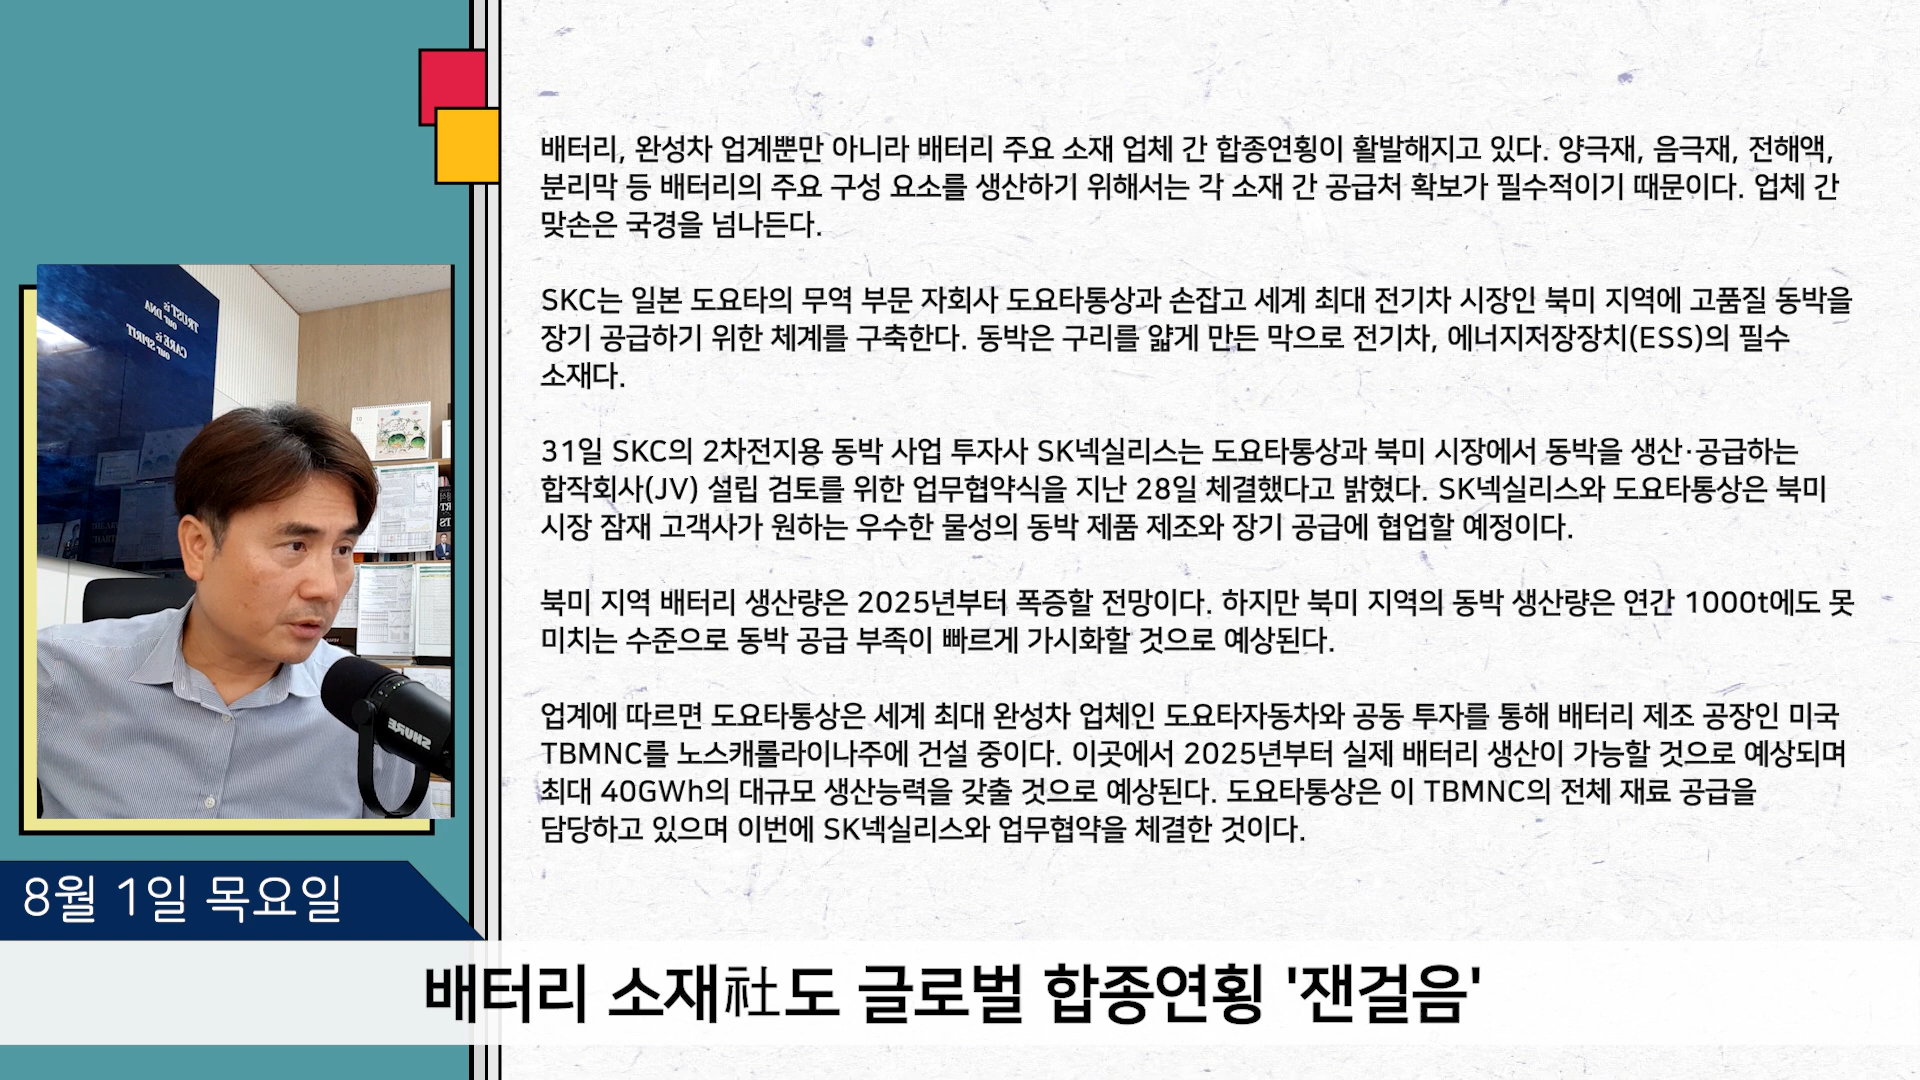 배터리, 완성차 업계뿐만 아니라 배터리 주요 소재 업체 간 합종연횡이 활발해지고 있다. 양극재, 음극재, 전해액,
분리막 등 배터리의 주요 구성 요소를 생산하기 위해서는 각 소재 간 공급처 확보가 필수적이기 때문이다. 업체 간
맞손은 국경을 넘나든다.
SKC는 일본 도요타의 무역 부문 자회사 도요타통상과 손잡고 세계 최대 전기차 시장인 북미 지역에 고품질 동박을
장기 공급하기 위한 체계를 구축한다. 동박은 구리를 얇게 만든 막으로 전기차, 에너지저장장치(ESS)의 필수
소재다.
31일 SKC의 2차전지용 동박 사업 투자사 SK넥실리스는 도요타통상과 북미 시장에서 동박을 생산·공급하는
합작회사(JV) 설립 검토를 위한 업무협약식을 지난 28일 체결했다고 밝혔다. SK넥실리스와 도요타통상은 북미
시장 잠재 고객사가 원하는 우수한 물성의 동박 제품 제조와 장기 공급에 협업할 예정이다.
북미 지역 배터리 생산량은 2025년부터 폭증할 전망이다. 하지만 북미 지역의 동박 생산량은 연간 1000t에도 못
미치는 수준으로 동박 공급 부족이 빠르게 가시화할 것으로 예상된다.
업계에 따르면 도요타통상은 세계 최대 완성차 업체인 도요타자동차와 공동 투자를 통해 배터리 제조 공장인 미국
TBMNC를 노스캐롤라이나주에 건설 중이다. 이곳에서 2025년부터 실제 배터리 생산이 가능할 것으로 예상되며
최대 40GWh의 대규모 생산능력을 갖출 것으로 예상된다. 도요타통상은 이 TBMNC의 전체 재료 공급을
담당하고 있으며 이번에 SK넥실리스와 업무협약을 체결한 것이다.
TRUST is
our DNA
CARE is
our SPIRIT
SHURE
8월 1일 목요일
배터리 소재社도 글로벌 합종연횡 '잰걸음'